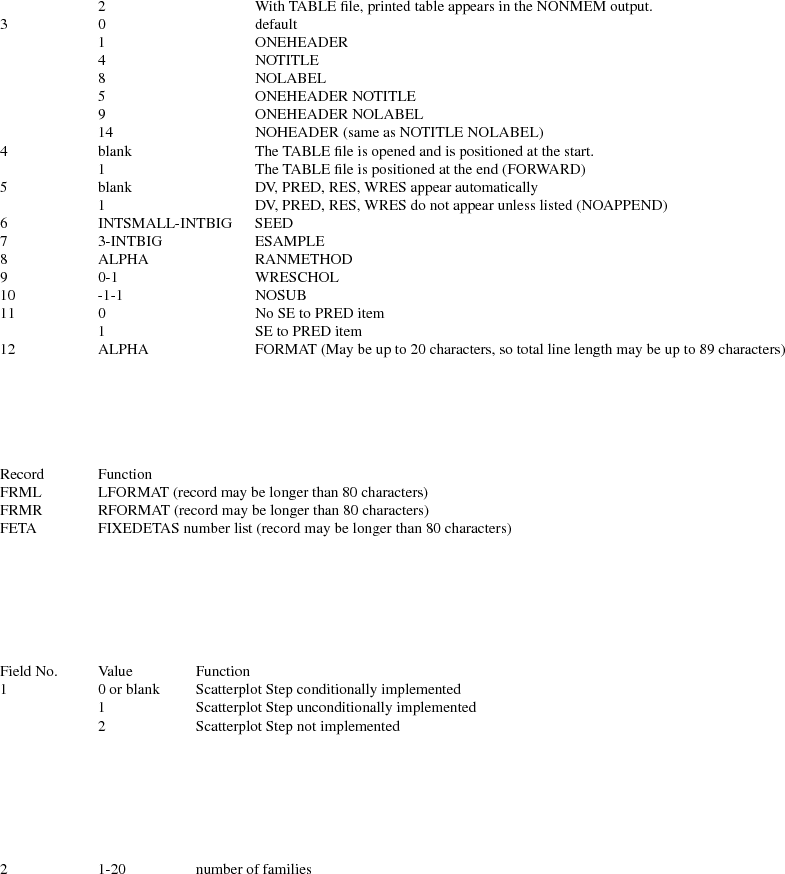 2 With TABLE file, printed table appears in the NONMEM output.
3 0 default
1 ONEHEADER
4 NOTITLE
8 NOLABEL
5 ONEHEADER NOTITLE
9 ONEHEADER NOLABEL
14 NOHEADER (same as NOTITLE NOLABEL)
4 blank The TABLE file is opened and is positioned at the start.
1 The TABLE file is positioned at the end (FORWARD)
5 blank DV, PRED, RES, WRES appear automatically
1 DV, PRED, RES, WRES do not appear unless listed (NOAPPEND)
6 INTSMALL-INTBIG SEED
7 3-INTBIG ESAMPLE
8 ALPHA RANMETHOD
9 0-1 WRESCHOL
10 -1-1 NOSUB
11 0 No SE to PRED item
1 SE to PRED item
12 ALPHA FORMAT (May be up to 20 characters, so total line length may be up to 89 characters)
Record Function
FRML LFORMAT (record may be longer than 80 characters)
FRMR RFORMAT (record may be longer than 80 characters)
FETA FIXEDETAS number list (record may be longer than 80 characters)
Field No. Value Function
1 0 or blank Scatterplot Step conditionally implemented
1 Scatterplot Step unconditionally implemented
2 Scatterplot Step not implemented
2 1-20 number of families